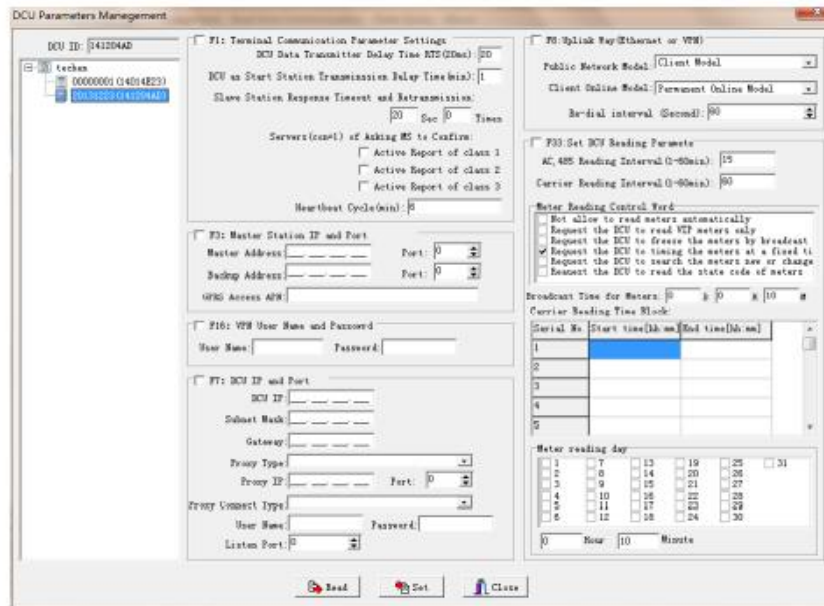 DCU Parameters Menegement
DCU ID: 141204AD
techen
00000001(14014E23)
20131223(141204AD)
F1: Terminal Communication Parameter Settings
DCU Data Transmitter Delay Time RTS(20ms): 20
DCU as Start Station Transminssion Delay Time(min): 1
Slave Station Response Timeout and Retransmission:
20 Sec 0 Times
Servers(con=1) of Asking MS to Confirm:
Active Report of class 1
Active Report of class 2
Active Report of class 3
Heartbeat Cycle(min): 6
F3: Master Station IP and Port
Master Address: Port: 0
Backup Address: Port: 0
GPRS Access APN:
F16: VPN User Name and Password
User Name: Password:
F7: DCU IP and Port
DCU IP:
Subnet Mask:
Gateway:
Proxy Type:
Proxy IP: Port: 0
Proxy Connect Type:
User Name: Password:
Listen Port: 0
F8:Uplink Way(Ethernet or VPN)
Public Network Model: Client Model
Client Online Model: Permanent Online Model
Re-dial interval (Second): 60
F33:Set DCU Reading Paramete
AC,485 Reading Interval(1-60min): 15
Carrier Reading Interval(1-60min): 60
Meter Reading Control Word
Not allow to read meters automatically
Request the DCU to read VIP meters only
Request the DCU to freeze the meters by broadcast
Request the DCU to timing the meters at a fixed ti
Request the DCU to search the meters new or change
Request the DCU to read the state code of meters
Broadcast Time for Meters: 0 D 0 H 10 M
Carrier Reading Time Block:
Serial No. Start time[hh:mm] End time[hh:mm]
1
2
3
4
5
Meter reading day
1 7 13 19 25 31
2 8 14 20 26
3 9 15 21 27
4 10 16 22 28
5 11 17 23 29
6 12 18 24 30
0 Hour 10 Minute
Read Set Close